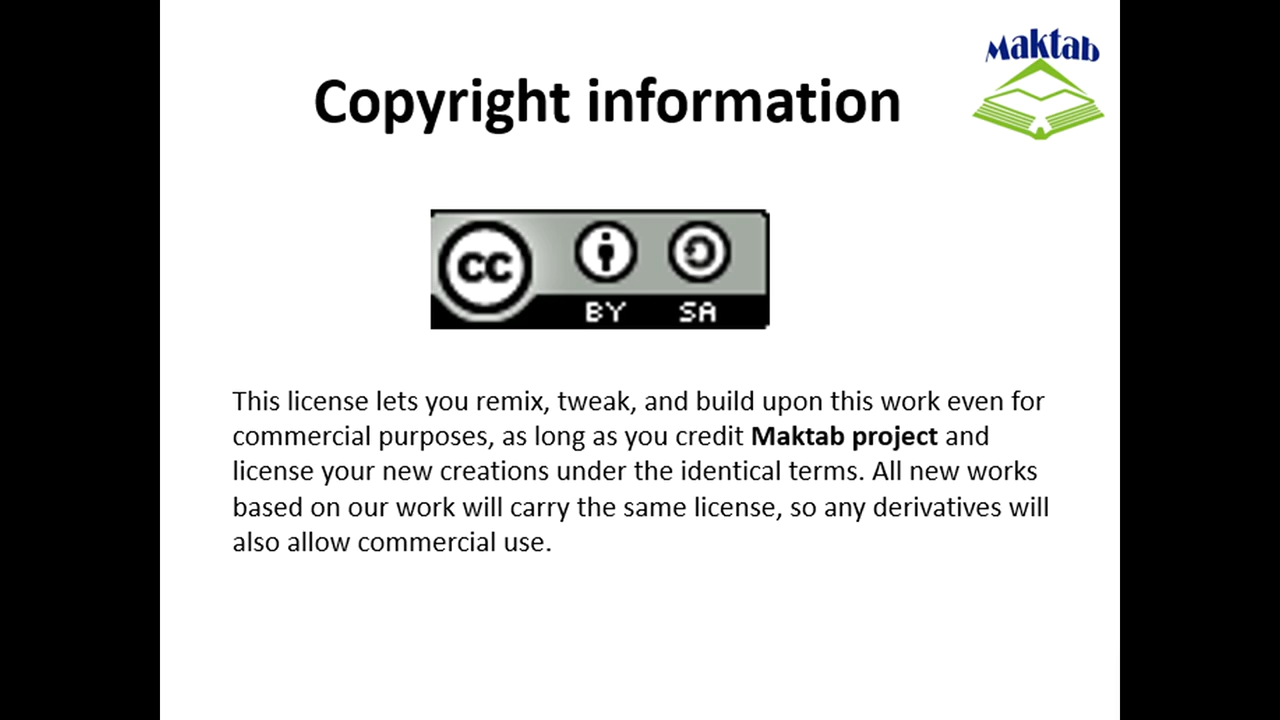 Maktab
Copyright information
CC
BY SA
This license lets you remix, tweak, and build upon this work even for
commercial purposes, as long as you credit Maktab project and
license your new creations under the identical terms. All new works
based on our work will carry the same license, so any derivatives will
also allow commercial use.